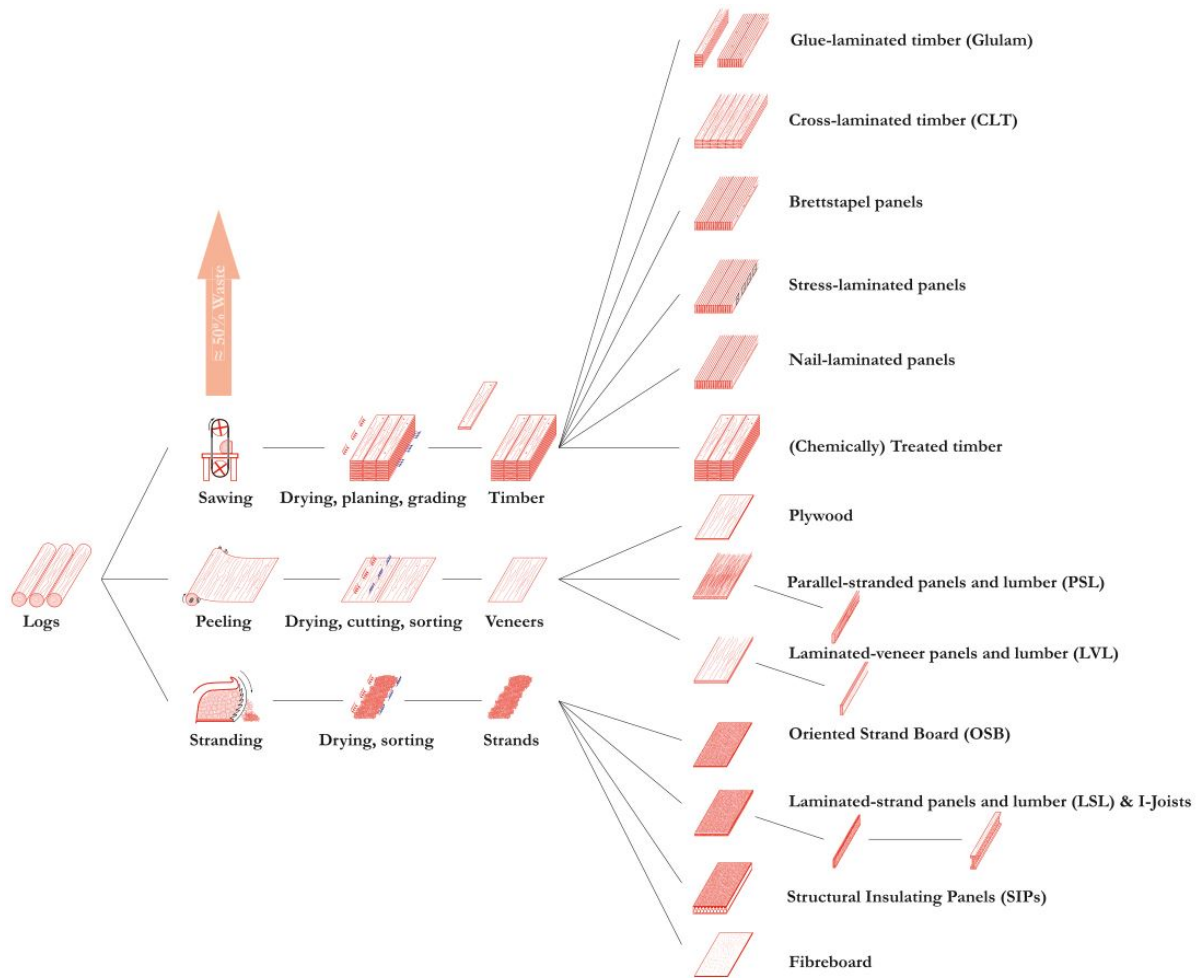 Glue-laminated timber (Glulam)
Cross-laminated timber (CLT)
Brettstapel panels
Stress-laminated panels
Nail-laminated panels
(Chemically) Treated timber
≈ 50% Waste
Sawing
Drying, planing, grading
Timber
Plywood
Parallel-stranded panels and lumber (PSL)
Logs
Peeling
Drying, cutting, sorting
Veneers
Laminated-veneer panels and lumber (LVL)
Stranding
Drying, sorting
Strands
Oriented Strand Board (OSB)
Laminated-strand panels and lumber (LSL) & I-Joists
Structural Insulating Panels (SIPs)
Fibreboard